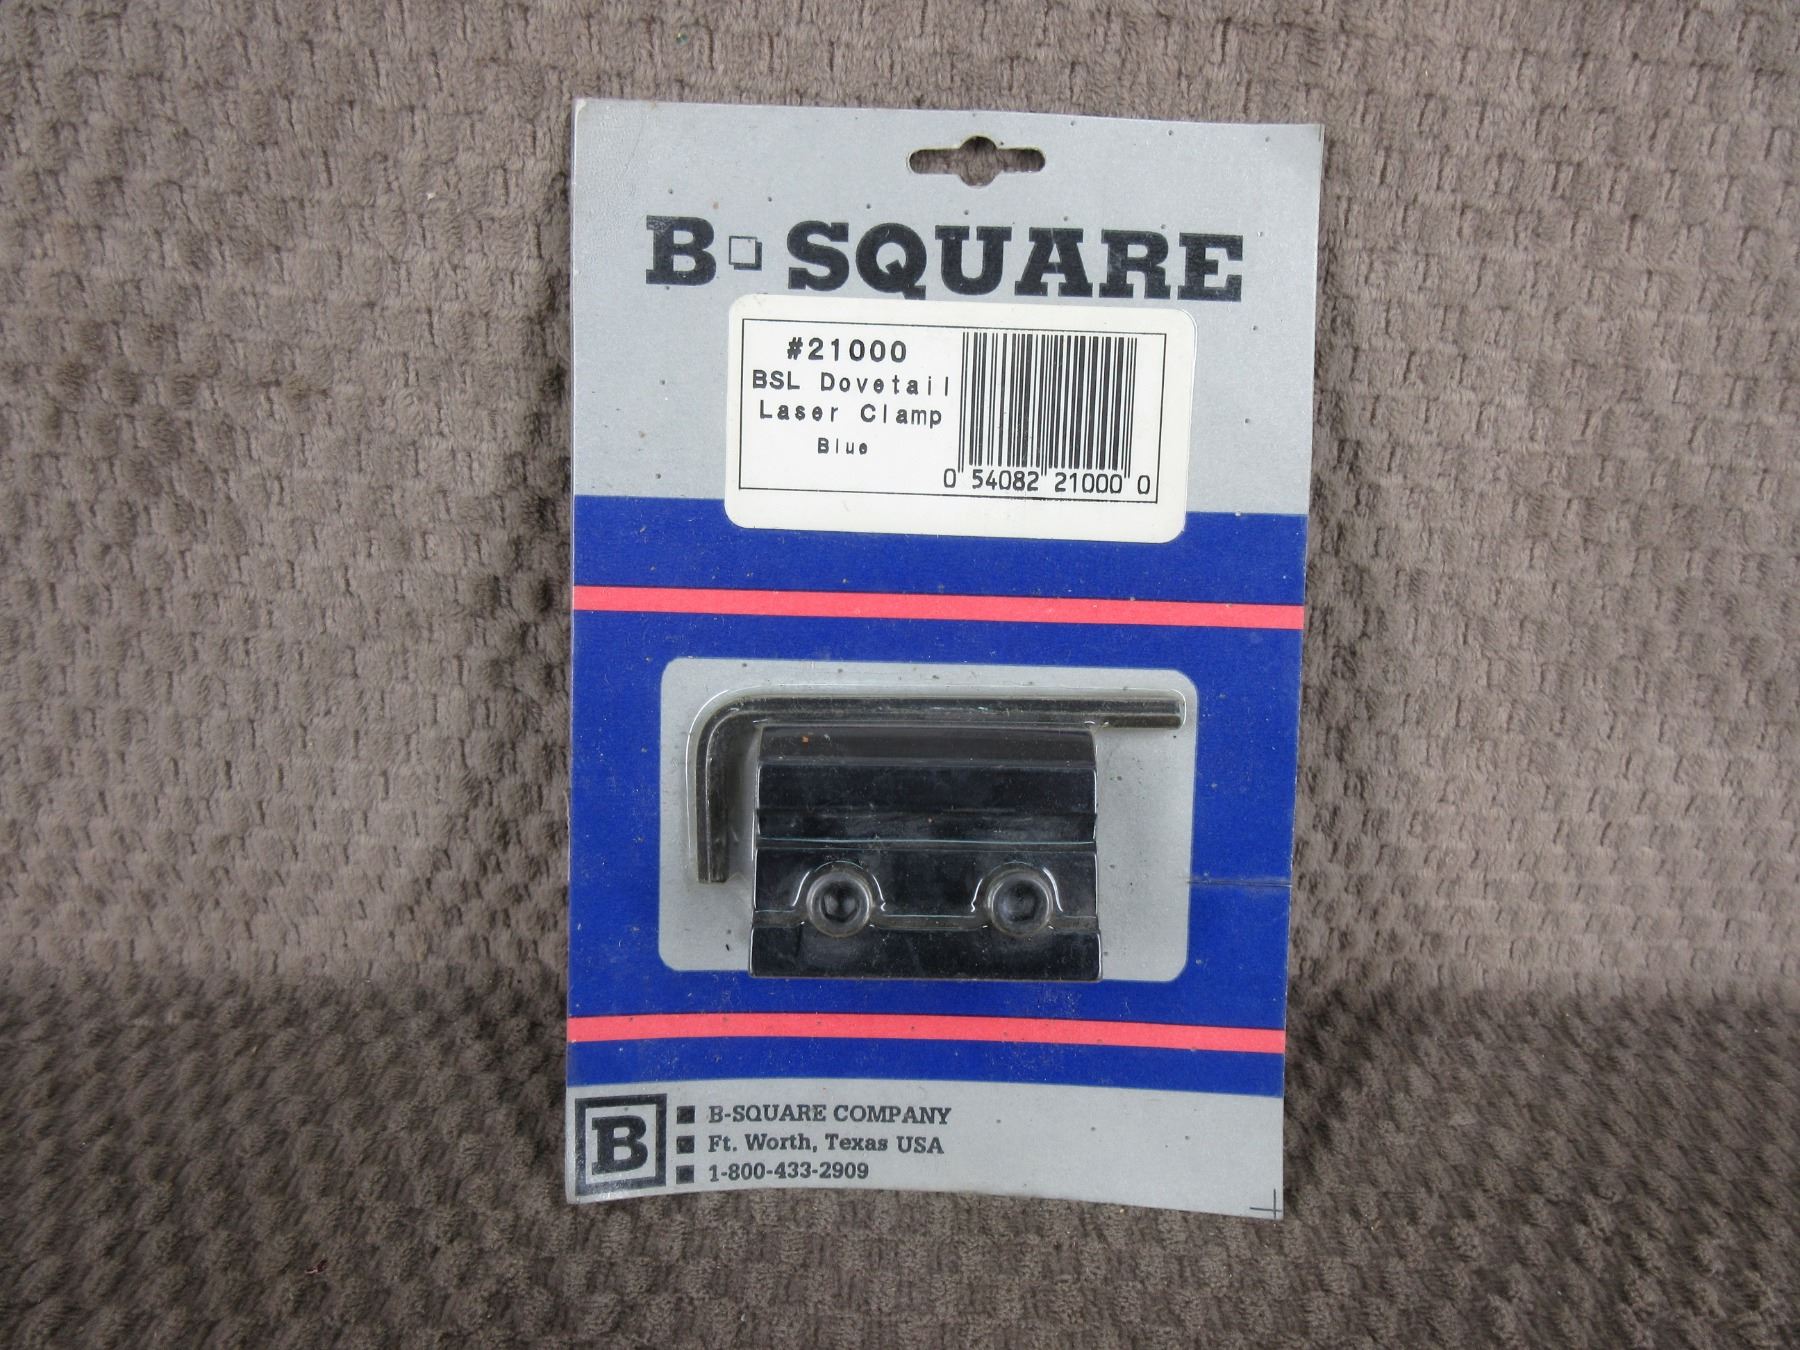 B SQUARE
#21000
BSL Dovetail
Laser Clamp
Blue
0 54082 21000 0
B
B-SQUARE COMPANY
Ft. Worth, Texas USA
1-800-433-2909